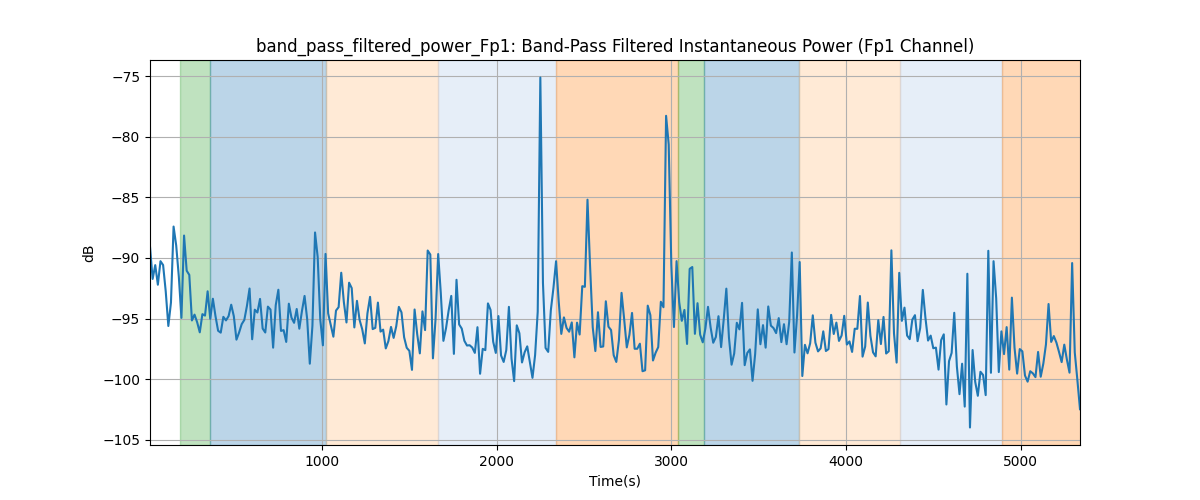 band_pass_filtered_power_Fp1: Band-Pass Filtered Instantaneous Power (Fp1 Channel)
−75
−80
−85
−90
−95
−100
−105
dB
1000 2000 3000 4000 5000
Time(s)